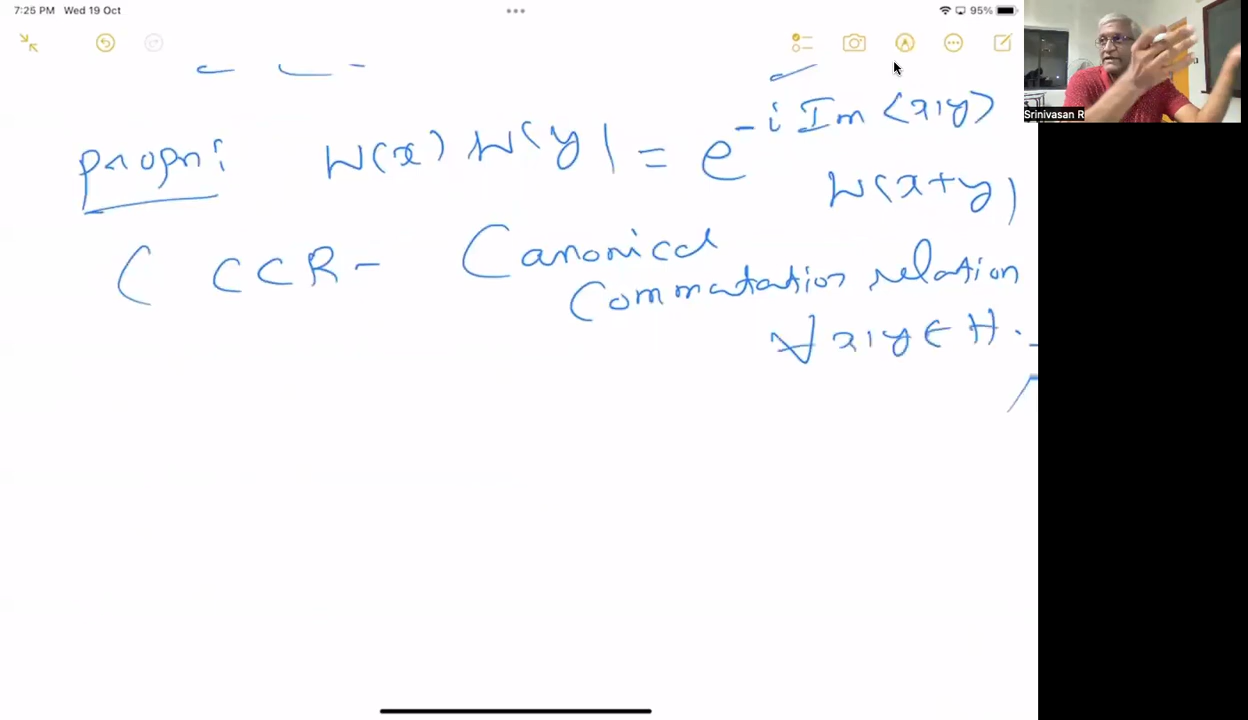 7:25 PM Wed 19 Oct
95%
Srinivasan R
propn: W(x) W(y) = e^{-i Im <x,y>}
W(x+y)
( CCR - Canonical
Commutation relation
∀ x, y ∈ H.